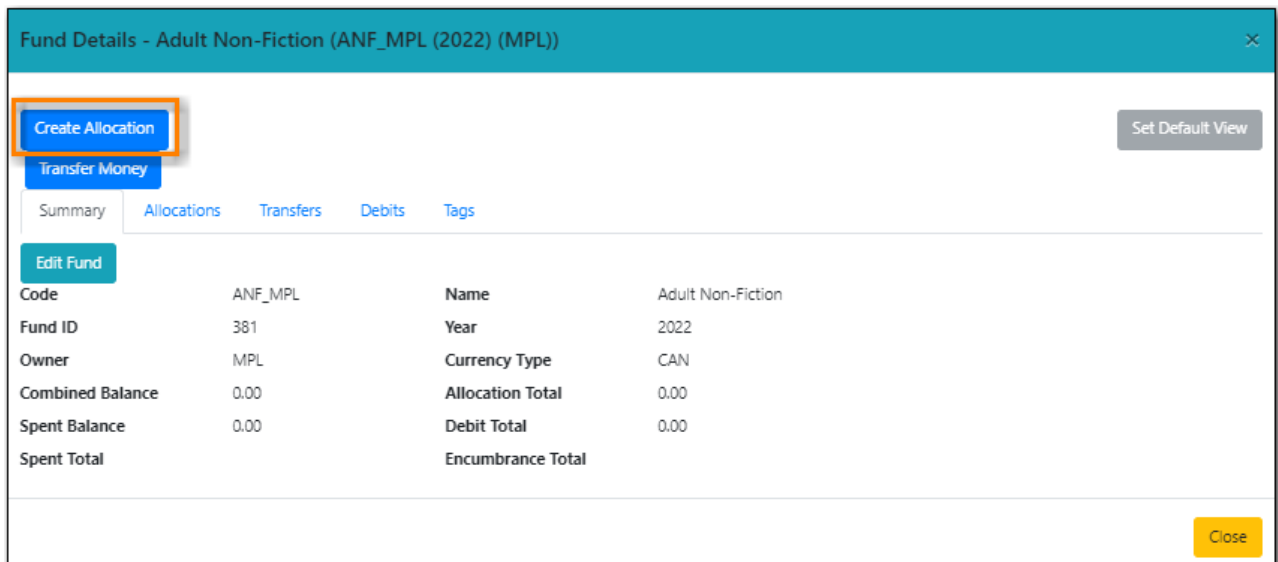 Fund Details - Adult Non-Fiction (ANF_MPL (2022) (MPL)) ×
Create Allocation Set Default View
Transfer Money
Summary Allocations Transfers Debits Tags
Edit Fund
Code ANF_MPL Name Adult Non-Fiction
Fund ID 381 Year 2022
Owner MPL Currency Type CAN
Combined Balance 0.00 Allocation Total 0.00
Spent Balance 0.00 Debit Total 0.00
Spent Total Encumbrance Total
Close